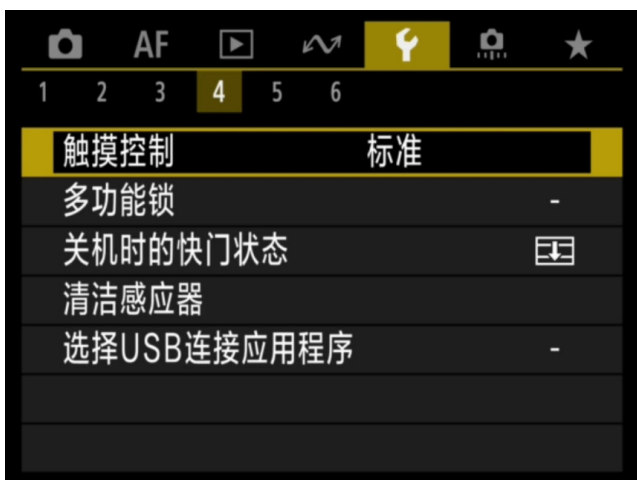 AF
1 2 3 4 5 6
触摸控制 标准
多功能锁 -
关机时的快门状态
清洁感应器
选择USB连接应用程序 -